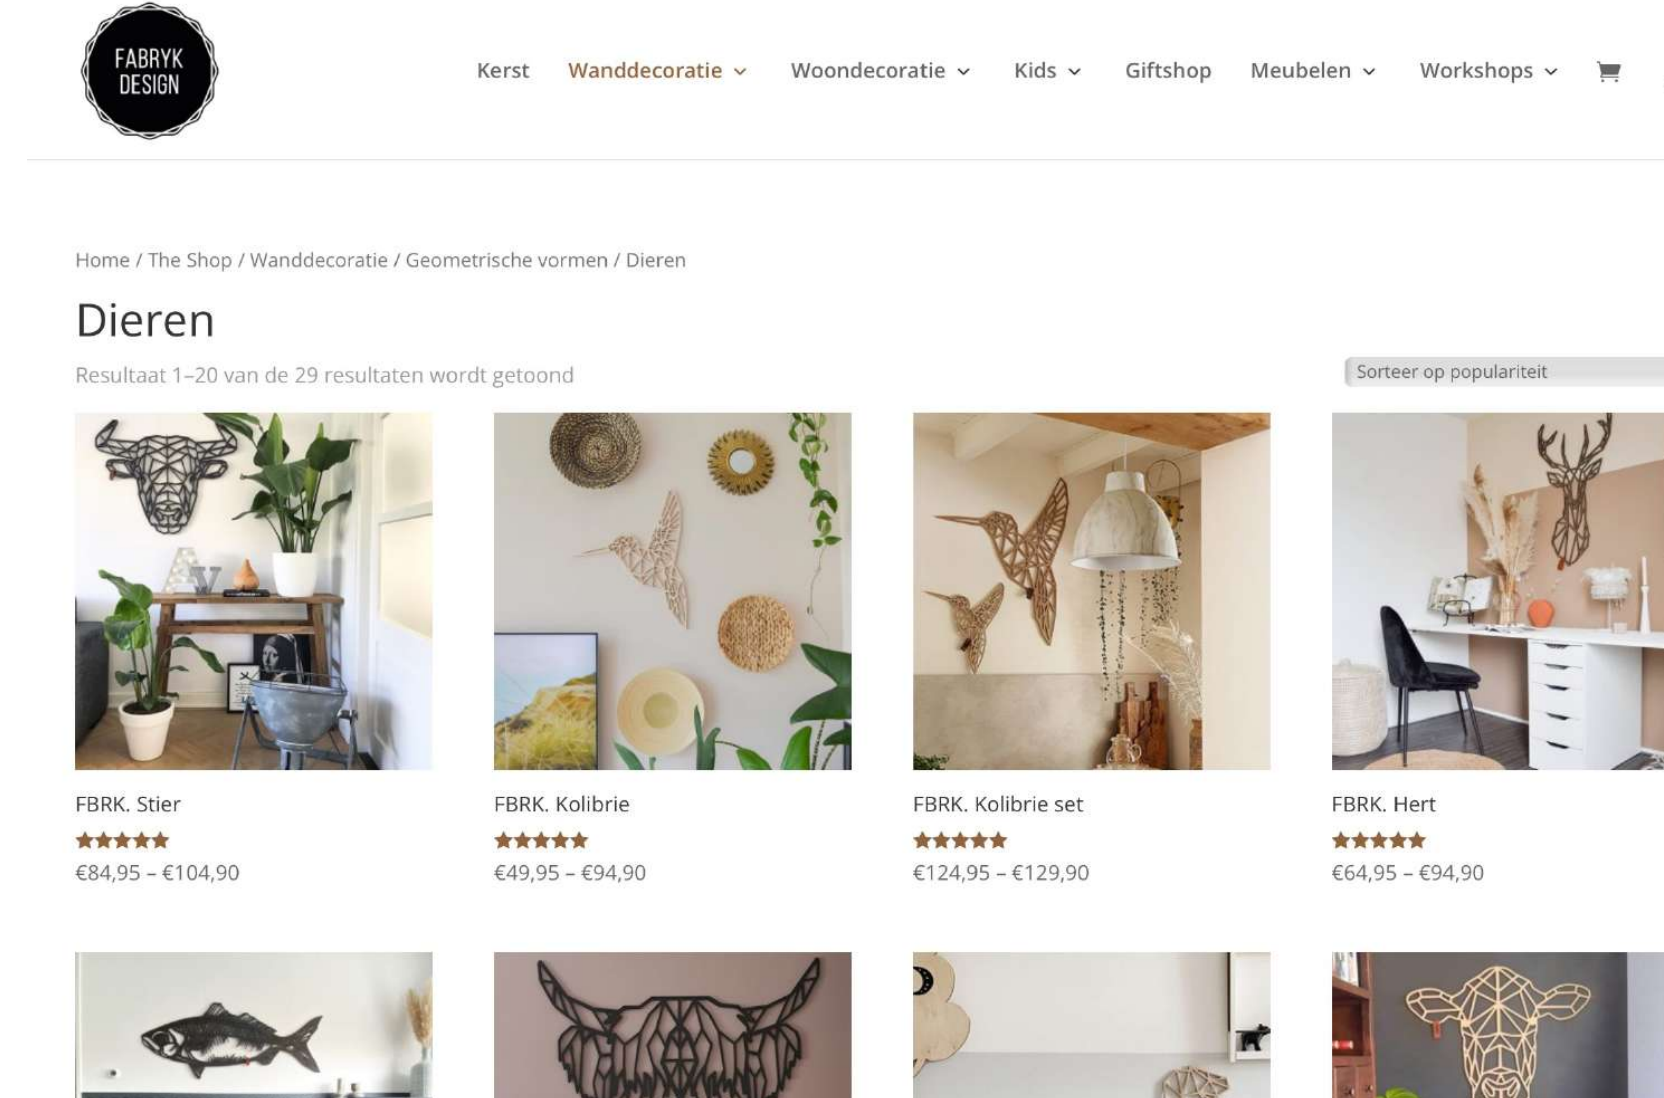 FABRYK
DESIGN
Kerst Wanddecoratie Woondecoratie Kids Giftshop Meubelen Workshops
Home / The Shop / Wanddecoratie / Geometrische vormen / Dieren
Dieren
Resultaat 1–20 van de 29 resultaten wordt getoond
Sorteer op populariteit
FBRK. Stier
€84,95 – €104,90
FBRK. Kolibrie
€49,95 – €94,90
FBRK. Kolibrie set
€124,95 – €129,90
FBRK. Hert
€64,95 – €94,90